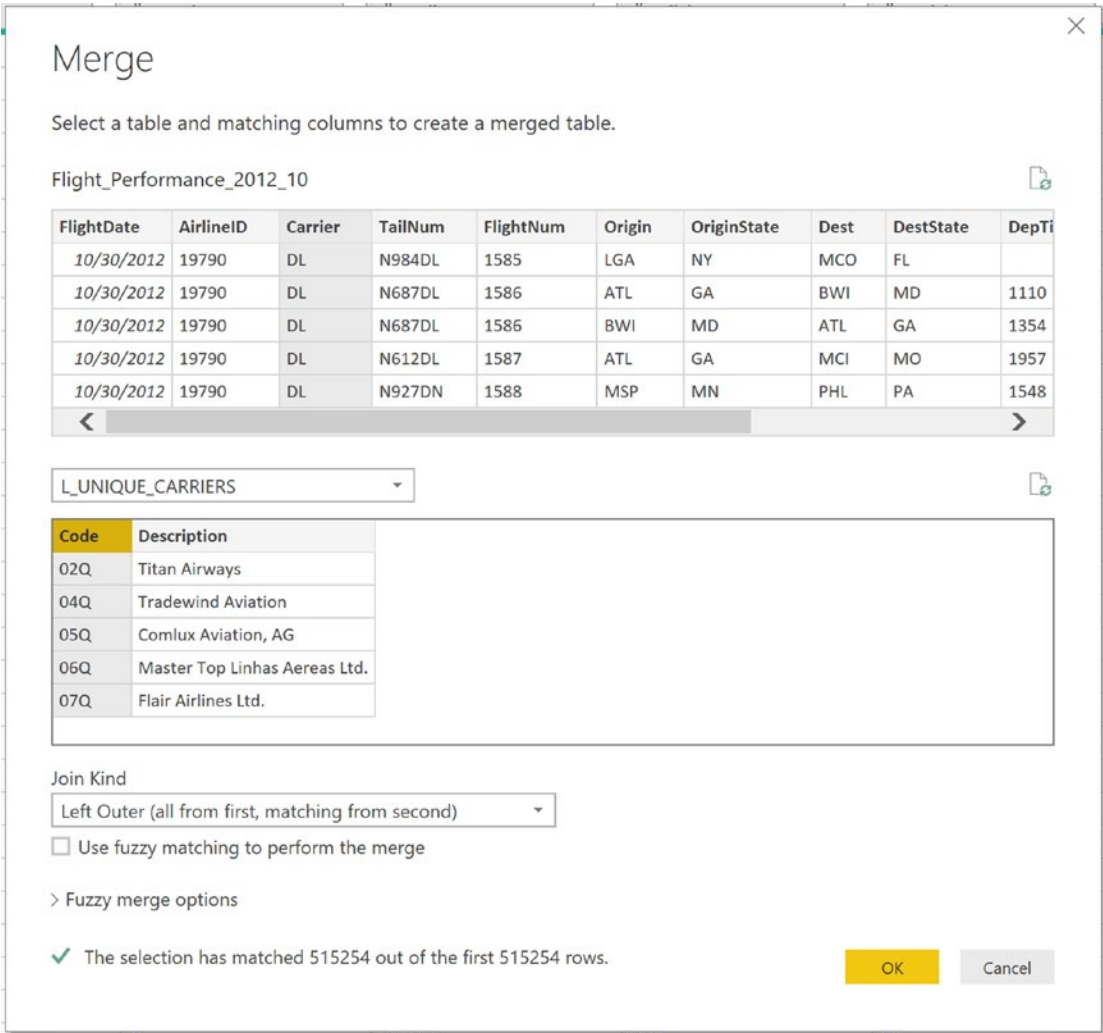 Merge
Select a table and matching columns to create a merged table.
Flight_Performance_2012_10
FlightDate AirlineID Carrier TailNum FlightNum Origin OriginState Dest DestState DepTi
10/30/2012 19790 DL N984DL 1585 LGA NY MCO FL
10/30/2012 19790 DL N687DL 1586 ATL GA BWI MD 1110
10/30/2012 19790 DL N687DL 1586 BWI MD ATL GA 1354
10/30/2012 19790 DL N612DL 1587 ATL GA MCI MO 1957
10/30/2012 19790 DL N927DN 1588 MSP MN PHL PA 1548
L_UNIQUE_CARRIERS
Code Description
02Q Titan Airways
04Q Tradewind Aviation
05Q Comlux Aviation, AG
06Q Master Top Linhas Aereas Ltd.
07Q Flair Airlines Ltd.
Join Kind
Left Outer (all from first, matching from second)
Use fuzzy matching to perform the merge
Fuzzy merge options
The selection has matched 515254 out of the first 515254 rows.
OK Cancel